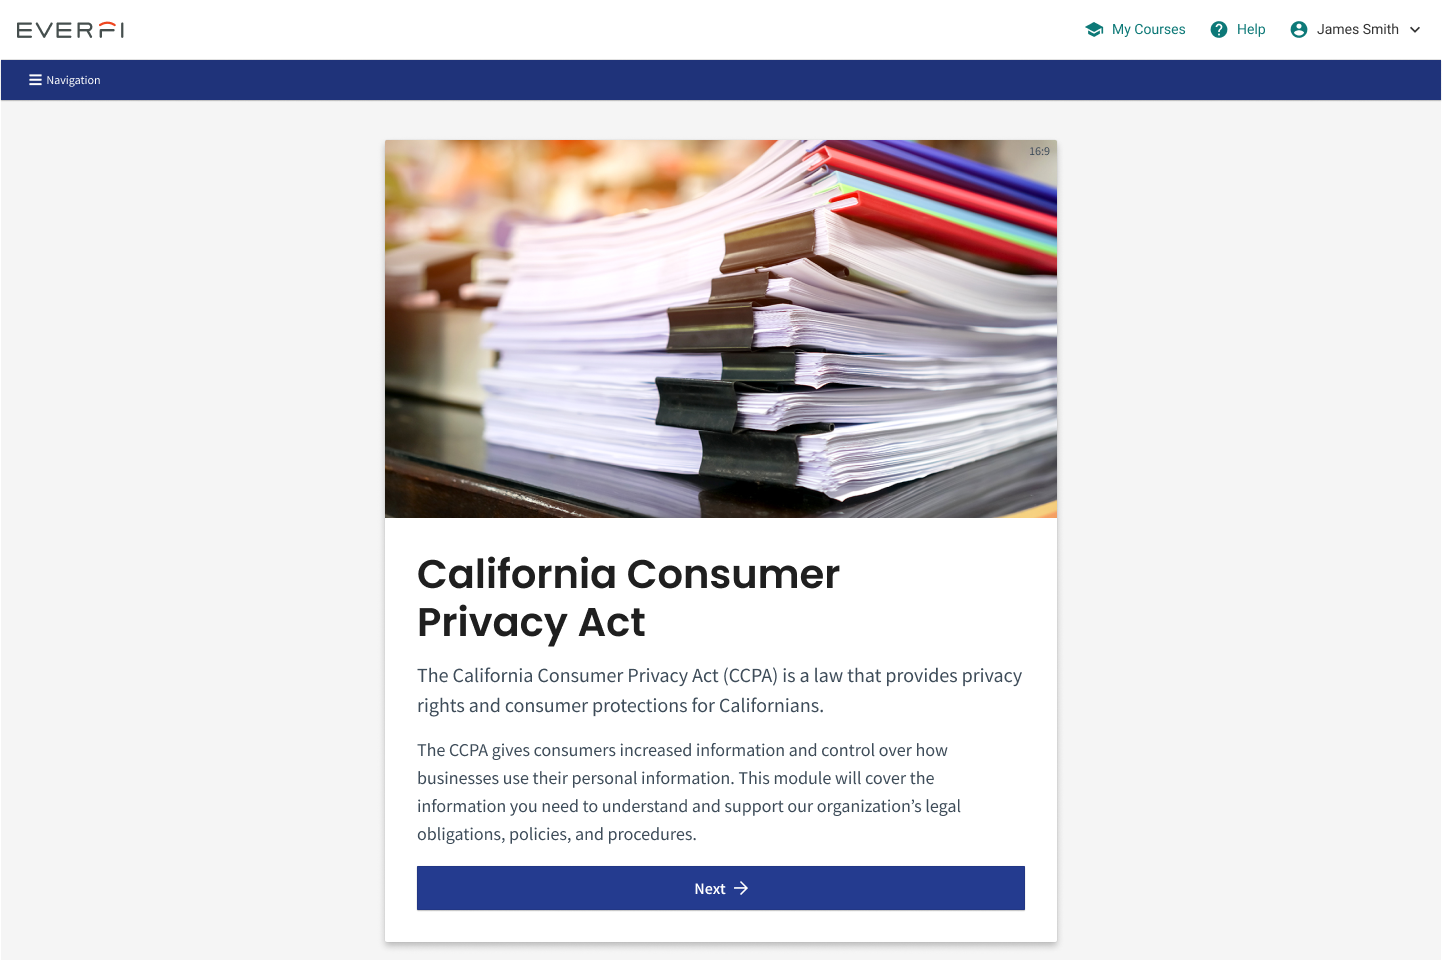 EVERFI
My Courses
Help
James Smith
Navigation
16:9
California Consumer
Privacy Act
The California Consumer Privacy Act (CCPA) is a law that provides privacy
rights and consumer protections for Californians.
The CCPA gives consumers increased information and control over how
businesses use their personal information. This module will cover the
information you need to understand and support our organization’s legal
obligations, policies, and procedures.
Next